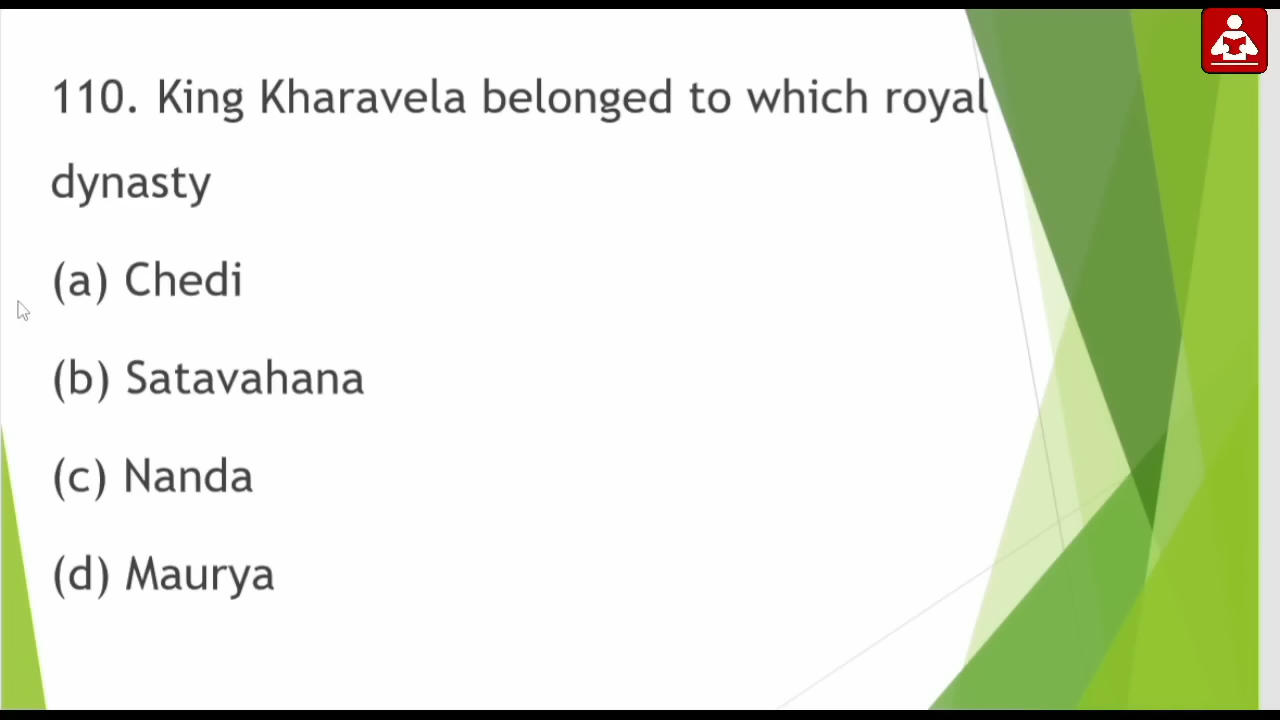 110. King Kharavela belonged to which royal
dynasty
(a) Chedi
(b) Satavahana
(c) Nanda
(d) Maurya